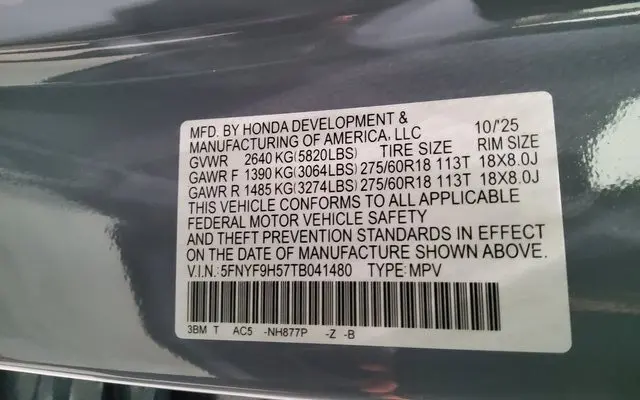 MFD. BY HONDA DEVELOPMENT & 10/'25
MANUFACTURING OF AMERICA, LLC
GVWR 2640 KG(5820LBS) TIRE SIZE RIM SIZE
GAWR F 1390 KG(3064LBS) 275/60R18 113T 18X8.0J
GAWR R 1485 KG(3274LBS) 275/60R18 113T 18X8.0J
THIS VEHICLE CONFORMS TO ALL APPLICABLE
FEDERAL MOTOR VEHICLE SAFETY
AND THEFT PREVENTION STANDARDS IN EFFECT
ON THE DATE OF MANUFACTURE SHOWN ABOVE.
V.I.N.:5FNYF9H57TB041480 TYPE:MPV
3BM T AC5 -NH877P -Z -B